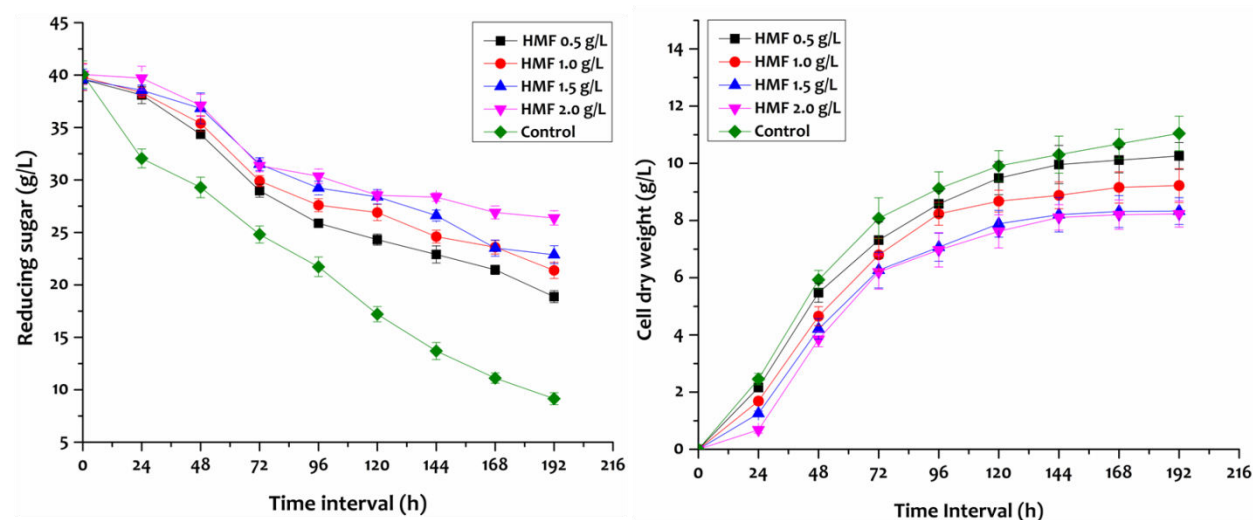 45
40
35
30
25
20
15
10
5
Reducing sugar (g/L)
HMF 0.5 g/L
HMF 1.0 g/L
HMF 1.5 g/L
HMF 2.0 g/L
Control
0 24 48 72 96 120 144 168 192 216
Time interval (h)
14
12
10
8
6
4
2
0
Cell dry weight (g/L)
HMF 0.5 g/L
HMF 1.0 g/L
HMF 1.5 g/L
HMF 2.0 g/L
Control
0 24 48 72 96 120 144 168 192 216
Time Interval (h)